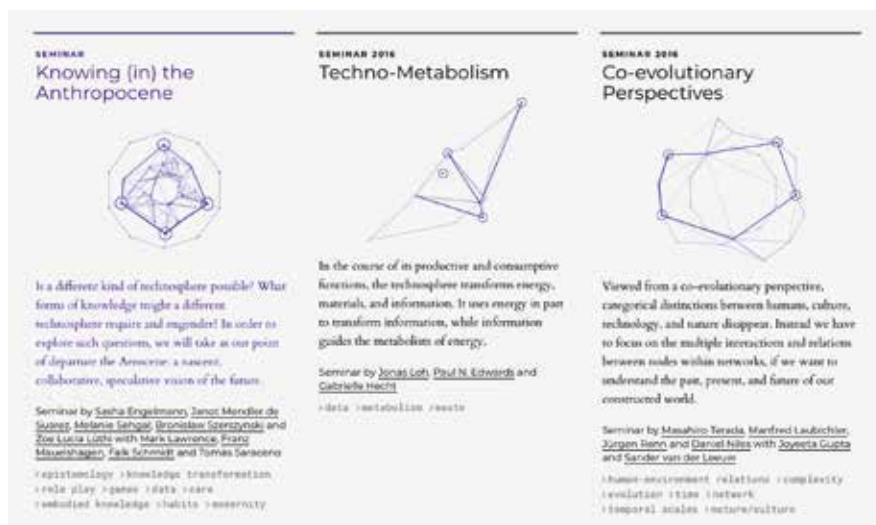 SEMINAR
Knowing (in) the
Anthropocene
Is a different kind of technosphere possible? What
forms of knowledge might a different
technosphere require and engender? In order to
explore such questions, we will take as our point
of departure the Aerocene: a nascent,
collaborative, speculative vision of the future.
Seminar by Sasha Engelmann, Janot Mendler de
Suarez, Melanie Sehgal, Bronislaw Szerszynski and
Zoe Lucia Lüthi with Mark Lawrence, Franz
Mauelshagen, Falk Schmidt and Tomas Saraceno
>epistemology >knowledge transformation
>role play >games >data >care
>embodied knowledge >habits >modernity
SEMINAR 2016
Techno-Metabolism
In the course of its productive and consumptive
functions, the technosphere transforms energy,
materials, and information. It uses energy in part
to transform information, while information
guides the metabolism of energy.
Seminar by Jonas Loh, Paul N. Edwards and
Gabrielle Hecht
>data >metabolism >waste
SEMINAR 2016
Co-evolutionary
Perspectives
Viewed from a co-evolutionary perspective,
categorical distinctions between humans, culture,
technology, and nature disappear. Instead we have
to focus on the multiple interactions and relations
between nodes within networks, if we want to
understand the past, present, and future of our
constructed world.
Seminar by Masahiro Terada, Manfred Laubichler,
Jürgen Renn and Daniel Niles with Joyeeta Gupta
and Sander van der Leeuw
>human-environment relations >complexity
>evolution >time >network
>temporal scales >nature/culture